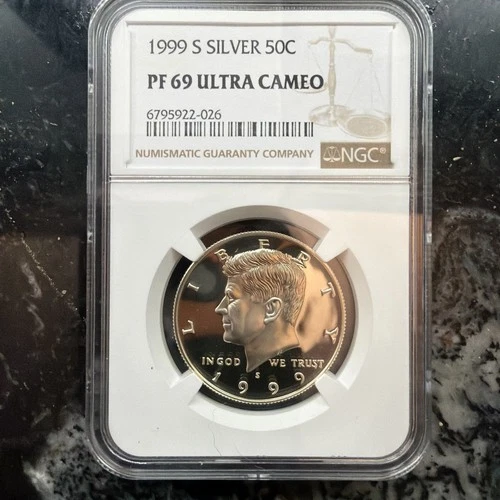 1999 S SILVER 50C
PF 69 ULTRA CAMEO
6795922-026
NUMISMATIC GUARANTY COMPANY
NGC®
LIBERTY
IN GOD WE TRUST
S
1999